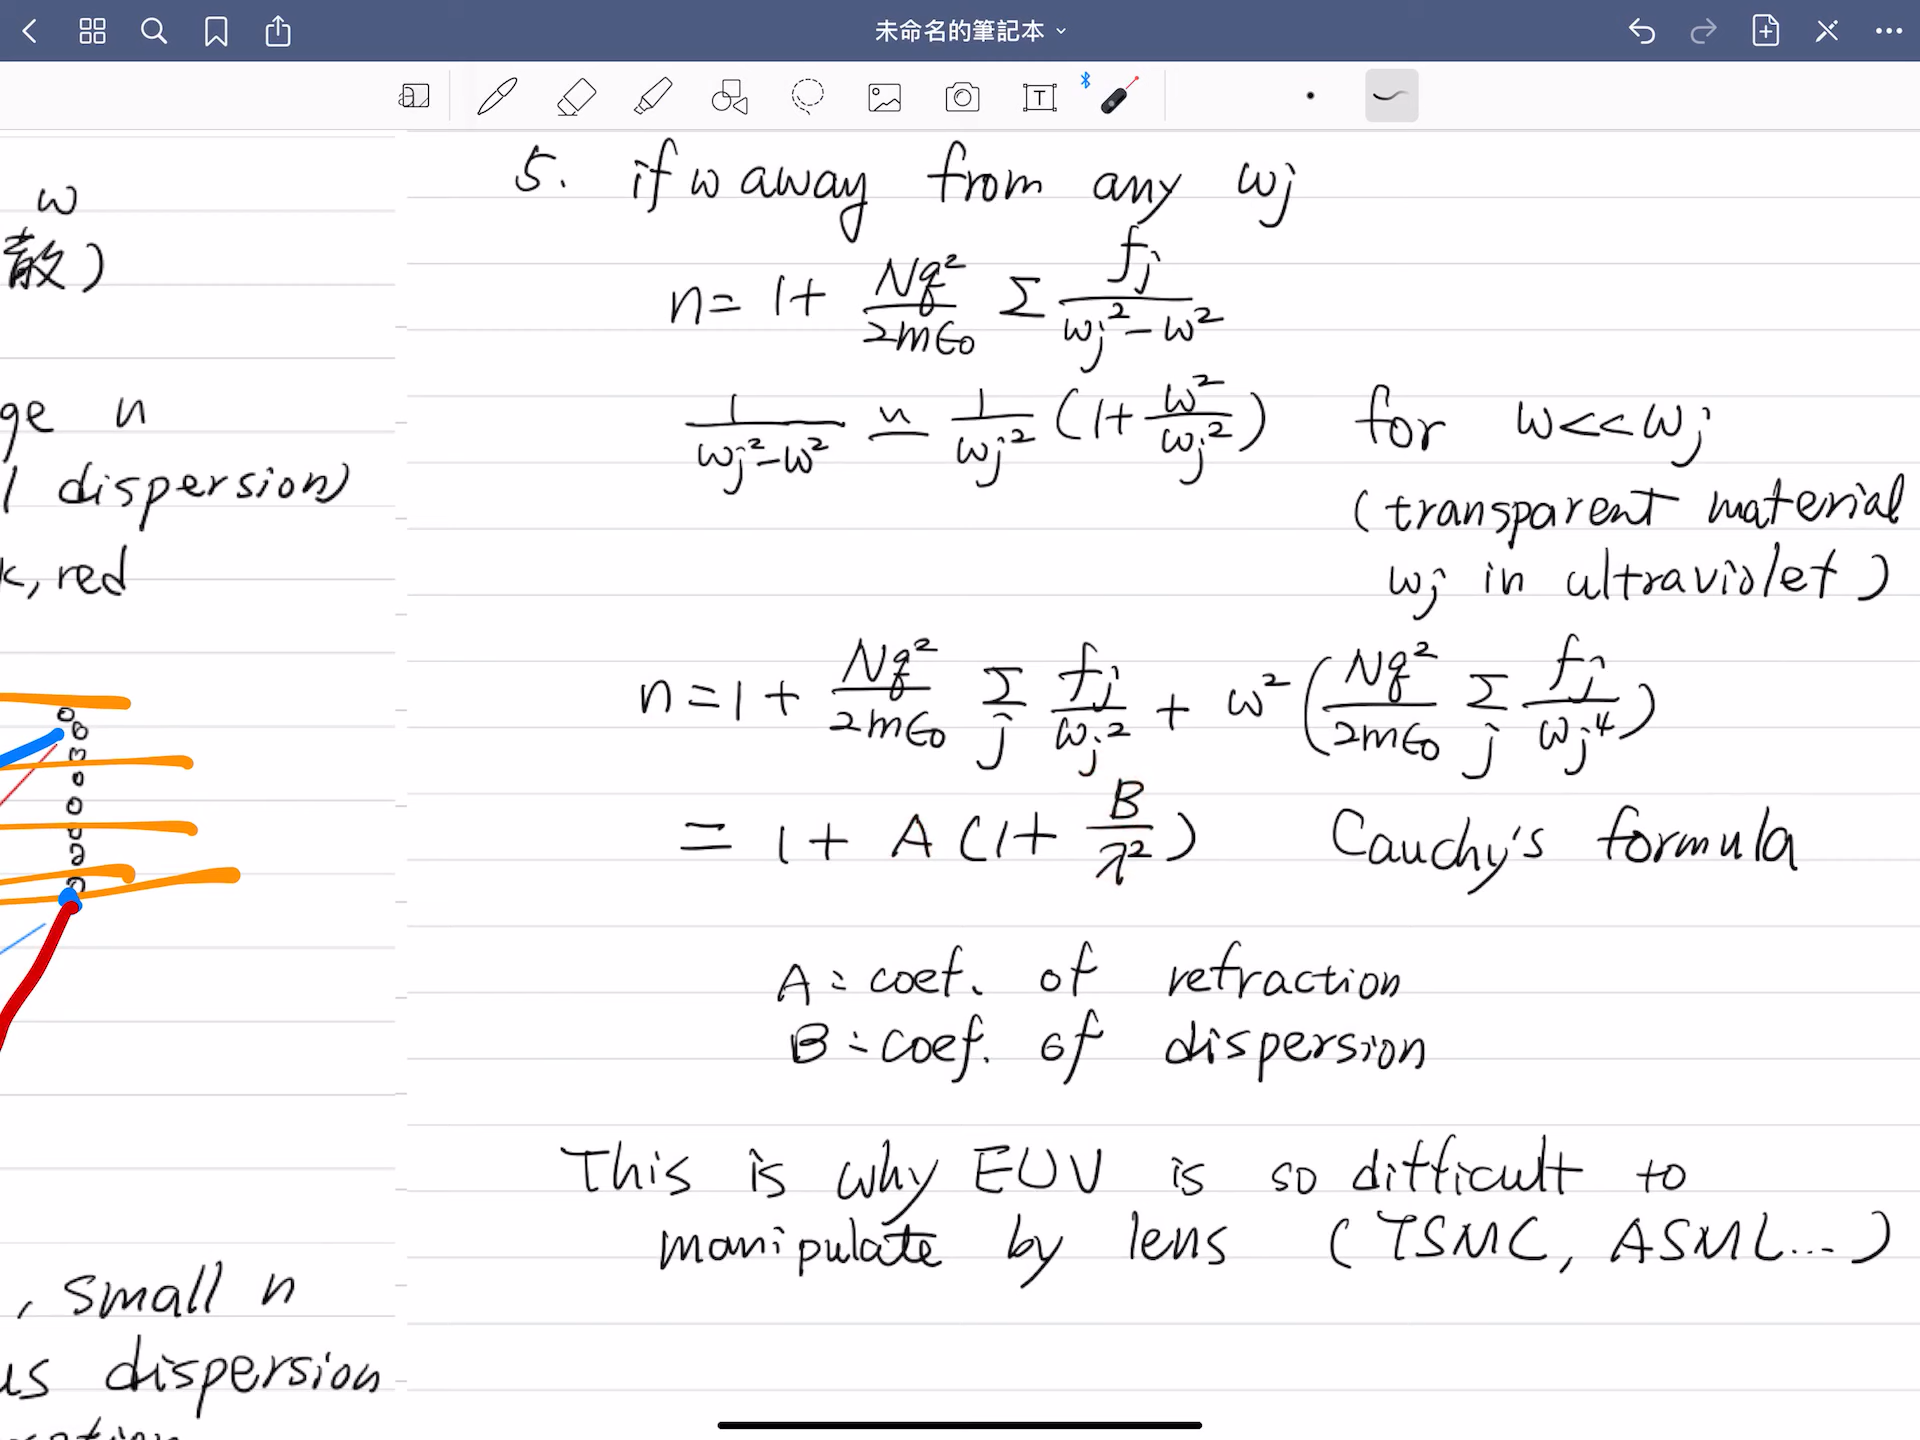 未命名的筆記本
w
散)
ge n
l dispersion)
k, red
, small n
us dispersion
5. if ω away from any ωj
n = 1 + Nq²/2mε₀ Σ fj/(ωj² - ω²)
1/(ωj² - ω²) ≃ 1/ωj² (1 + ω²/ωj²) for ω << ωj
(transparent material
ωj in ultraviolet)
n = 1 + Nq²/2mε₀ Σj fj/ωj² + ω² (Nq²/2mε₀ Σj fj/ωj⁴)
= 1 + A (1 + B/λ²) Cauchy's formula
A : coef. of refraction
B : coef. of dispersion
This is why EUV is so difficult to
manipulate by lens (TSMC, ASML...)